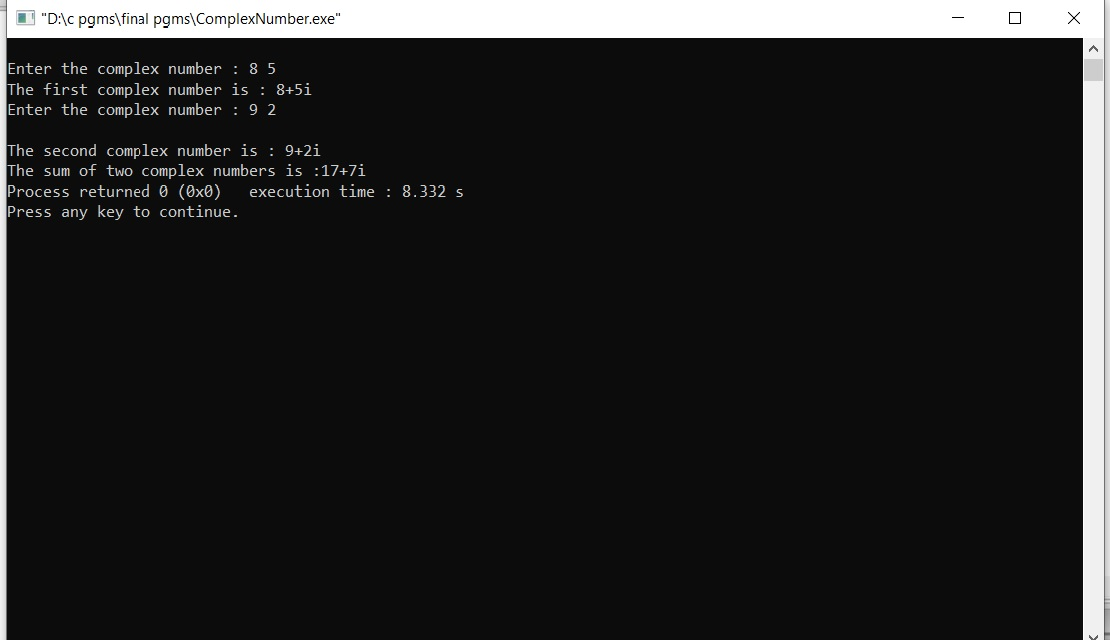 "D:\c pgms\final pgms\ComplexNumber.exe"
Enter the complex number : 8 5
The first complex number is : 8+5i
Enter the complex number : 9 2
The second complex number is : 9+2i
The sum of two complex numbers is :17+7i
Process returned 0 (0x0)   execution time : 8.332 s
Press any key to continue.